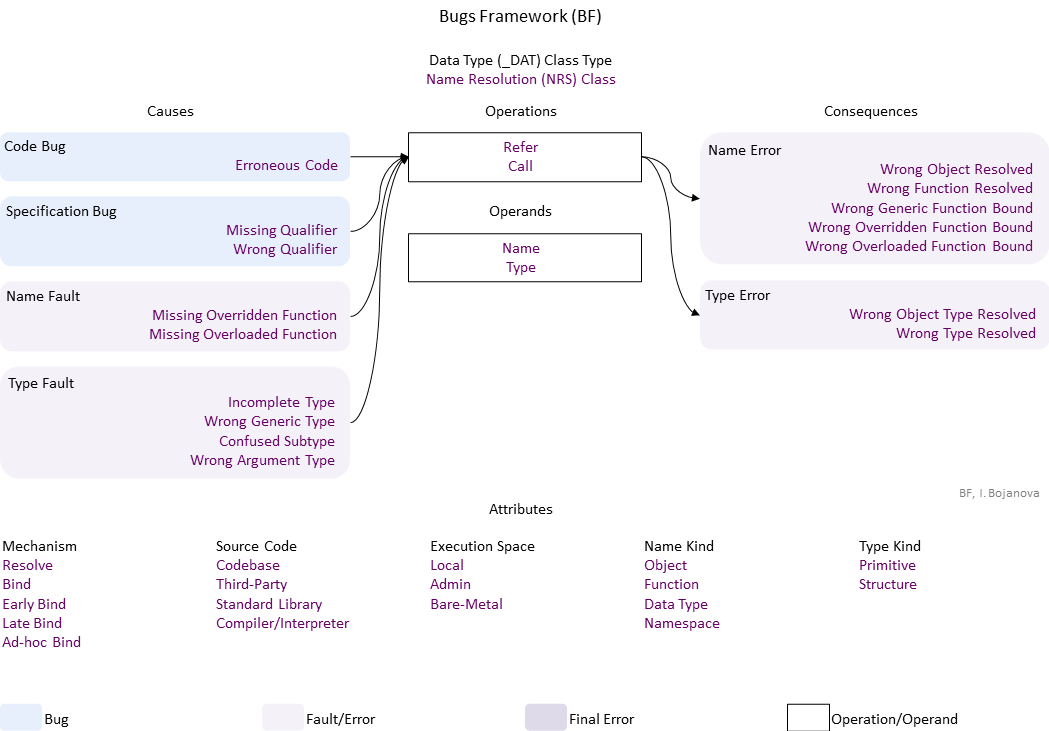 Bugs Framework (BF)
Data Type (_DAT) Class Type
Name Resolution (NRS) Class
Causes
Operations
Consequences
Code Bug
Erroneous Code
Specification Bug
Missing Qualifier
Wrong Qualifier
Name Fault
Missing Overridden Function
Missing Overloaded Function
Type Fault
Incomplete Type
Wrong Generic Type
Confused Subtype
Wrong Argument Type
Refer
Call
Operands
Name
Type
Name Error
Wrong Object Resolved
Wrong Function Resolved
Wrong Generic Function Bound
Wrong Overridden Function Bound
Wrong Overloaded Function Bound
Type Error
Wrong Object Type Resolved
Wrong Type Resolved
BF, I. Bojanova
Attributes
Mechanism
Resolve
Bind
Early Bind
Late Bind
Ad-hoc Bind
Source Code
Codebase
Third-Party
Standard Library
Compiler/Interpreter
Execution Space
Local
Admin
Bare-Metal
Name Kind
Object
Function
Data Type
Namespace
Type Kind
Primitive
Structure
Bug
Fault/Error
Final Error
Operation/Operand